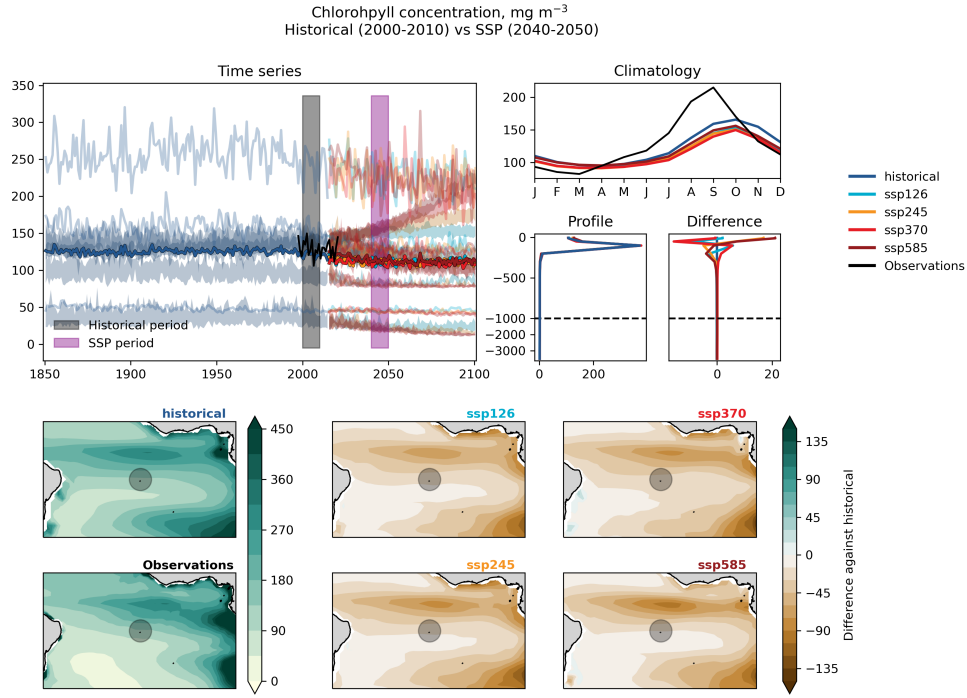 Chlorohpyll concentration, mg m⁻³
Historical (2000-2010) vs SSP (2040-2050)
Time series
Climatology
350
300
250
200
150
100
50
0
Historical period
SSP period
1850
1900
1950
2000
2050
2100
200
150
100
J F M A M J J A S O N D
historical
ssp126
ssp245
ssp370
ssp585
Observations
Profile
Difference
0
−500
−1000
−2000
−3000
0
200
0
20
historical
ssp126
ssp370
Observations
ssp245
ssp585
450
360
270
180
90
0
135
90
45
0
−45
−90
−135
Difference against historical